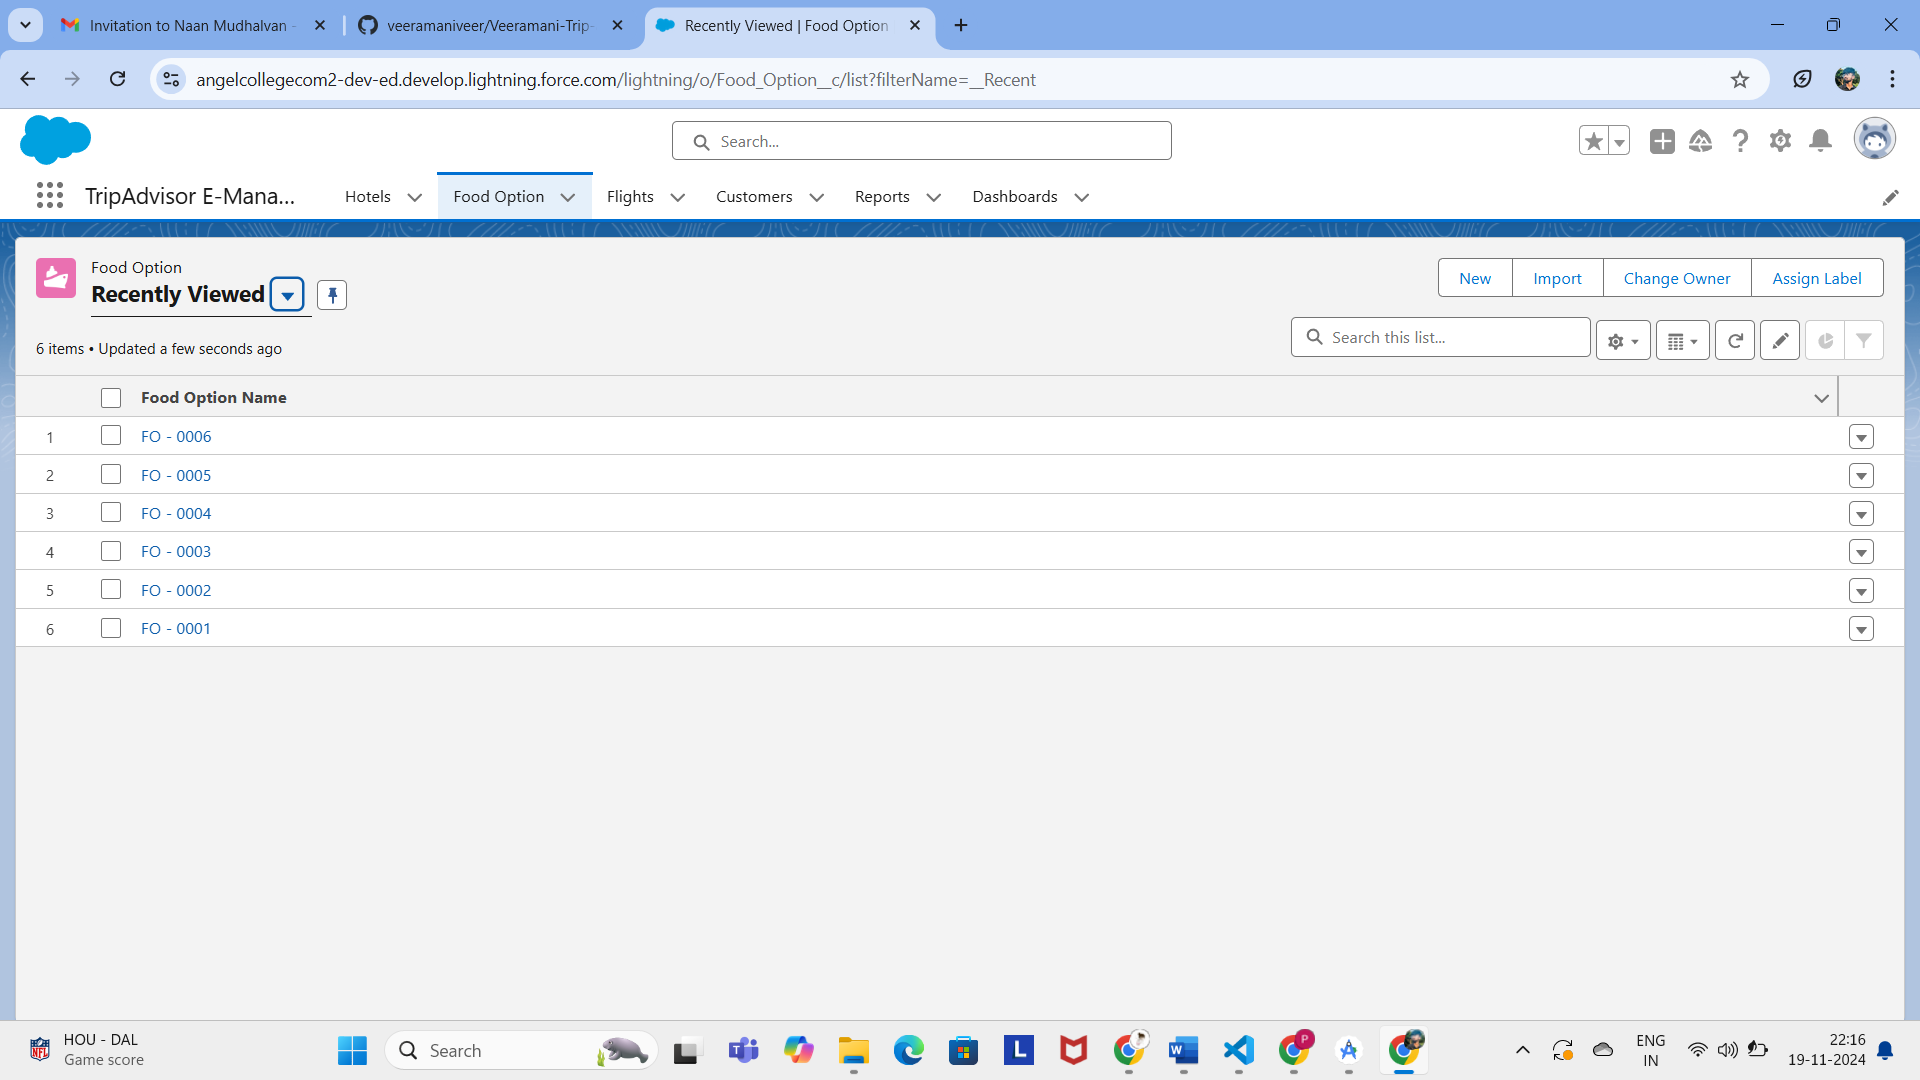 Invitation to Naan Mudhalvan -
veeramaniveer/Veeramani-Trip-
Recently Viewed | Food Option
angelcollegecom2-dev-ed.develop.lightning.force.com/lightning/o/Food_Option__c/list?filterName=__Recent
Search...
TripAdvisor E-Mana...
Hotels
Food Option
Flights
Customers
Reports
Dashboards
Food Option
Recently Viewed
New
Import
Change Owner
Assign Label
6 items • Updated a few seconds ago
Search this list...
Food Option Name
1 FO - 0006
2 FO - 0005
3 FO - 0004
4 FO - 0003
5 FO - 0002
6 FO - 0001
HOU - DAL
Game score
Search
L
P
ENG
IN
22:16
19-11-2024